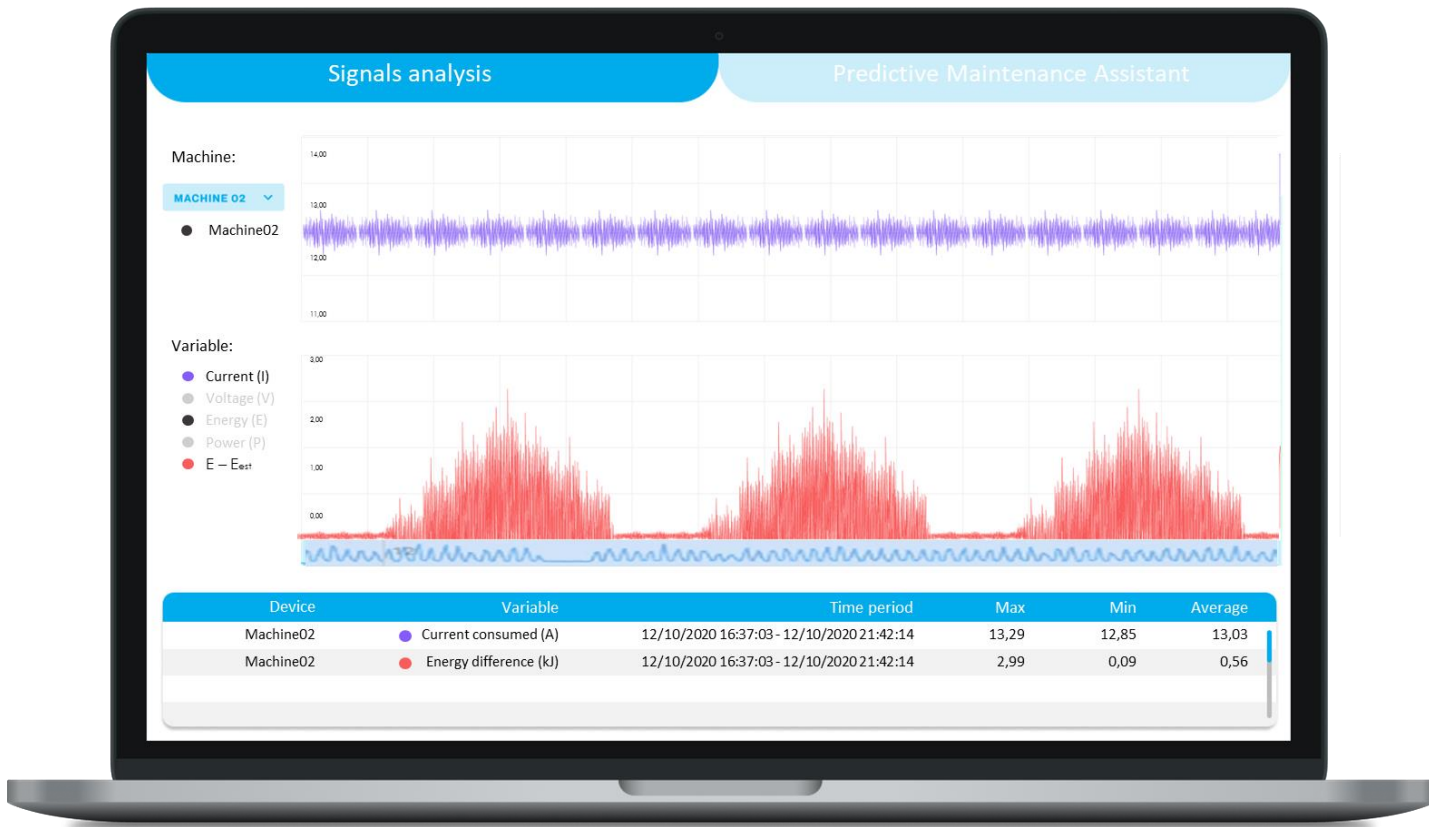 Signals analysis
Predictive Maintenance Assistant
Machine:
MACHINE 02
Machine02
14,00
13,00
12,00
11,00
Variable:
Current (I)
Voltage (V)
Energy (E)
Power (P)
E – Eest
3,00
2,00
1,00
0,00
Device Variable Time period Max Min Average
Machine02 Current consumed (A) 12/10/2020 16:37:03 - 12/10/2020 21:42:14 13,29 12,85 13,03
Machine02 Energy difference (kJ) 12/10/2020 16:37:03 - 12/10/2020 21:42:14 2,99 0,09 0,56